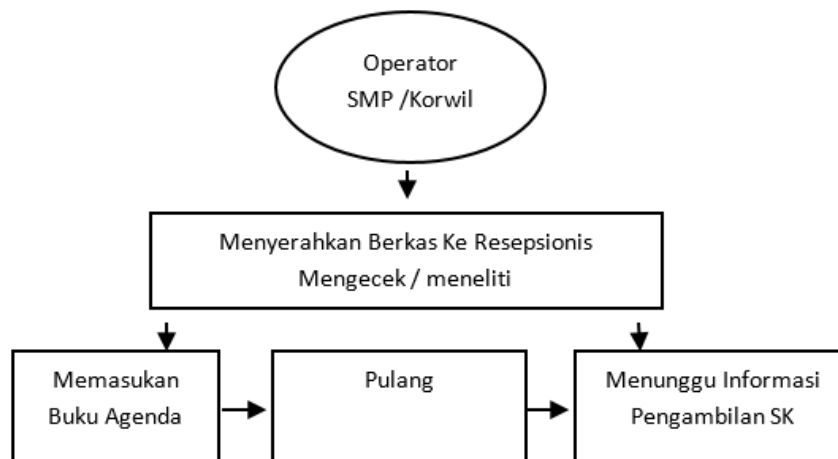 Operator
SMP /Korwil
Menyerahkan Berkas Ke Resepsionis
Mengecek / meneliti
Memasukan
Buku Agenda
Pulang
Menunggu Informasi
Pengambilan SK